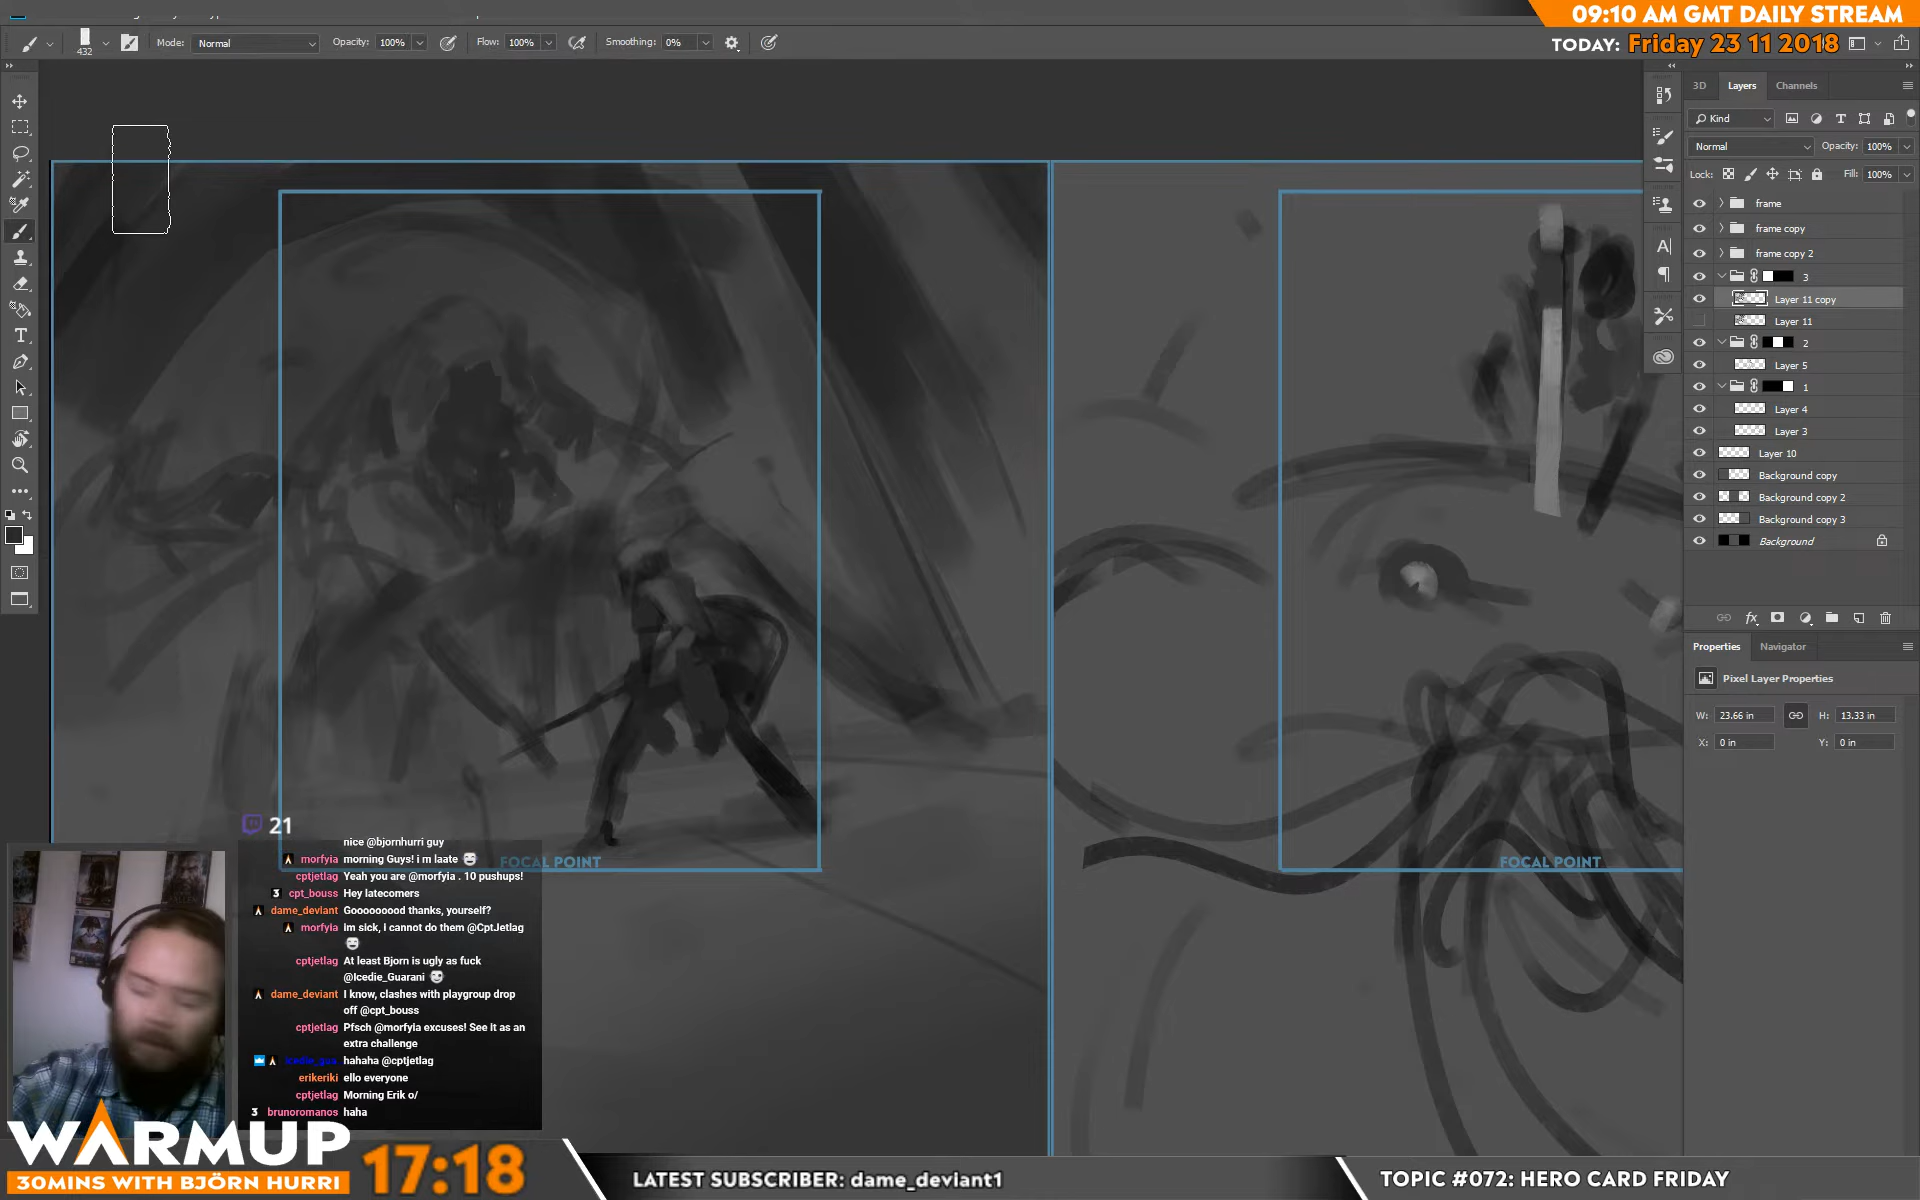 09:10 AM GMT DAILY STREAM
TODAY: Friday 23 11 2018
432
Mode: Normal
Opacity: 100%
Flow: 100%
Smoothing: 0%
3D
Layers
Channels
Kind
Normal
Opacity: 100%
Lock:
Fill: 100%
frame
frame copy
frame copy 2
3
Layer 11 copy
Layer 11
2
Layer 5
1
Layer 4
Layer 3
Layer 10
Background copy
Background copy 2
Background copy 3
Background
Properties
Navigator
Pixel Layer Properties
W: 23.66 in
H: 13.33 in
X: 0 in
Y: 0 in
FOCAL POINT
FOCAL POINT
21
nice @bjornhurri guy
morfyia morning Guys! i m laate
cptjetlag Yeah you are @morfyia . 10 pushups!
3 cpt_bouss Hey latecomers
dame_deviant Gooooooood thanks, yourself?
morfyia Im sick, i cannot do them @CptJetlag
cptjetlag At least Bjorn is ugly as fuck
@Icedie_Guarani
dame_deviant I know, clashes with playgroup drop
off @cpt_bouss
cptjetlag Pfsch @morfyia excuses! See it as an
extra challenge
hahaha @cptjetlag
erikeriki ello everyone
cptjetlag Morning Erik o/
3 brunoromanos haha
WARMUP
30MINS WITH BJÖRN HURRI
17:18
LATEST SUBSCRIBER: dame_deviant1
TOPIC #072: HERO CARD FRIDAY